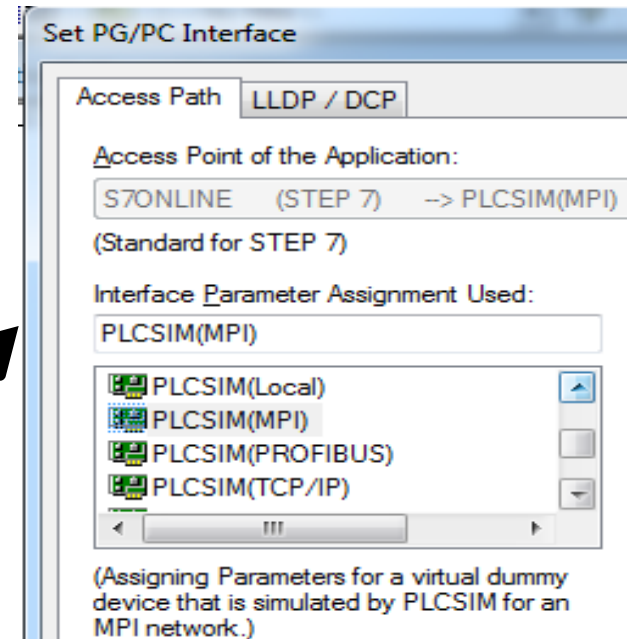 Set PG/PC Interface
Access Path LLDP / DCP
Access Point of the Application:
S7ONLINE (STEP 7) --> PLCSIM(MPI)
(Standard for STEP 7)
Interface Parameter Assignment Used:
PLCSIM(MPI)
PLCSIM(Local)
PLCSIM(MPI)
PLCSIM(PROFIBUS)
PLCSIM(TCP/IP)
(Assigning Parameters for a virtual dummy
device that is simulated by PLCSIM for an
MPI network.)